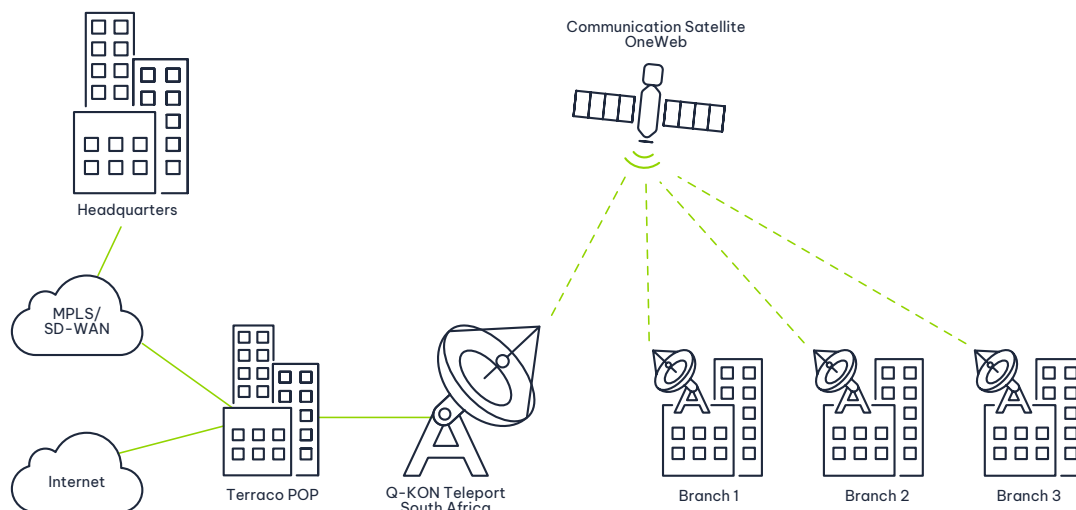 Communication Satellite
OneWeb
Headquarters
MPLS/
SD-WAN
Internet
Terraco POP
Q-KON Teleport
South Africa
Branch 1
Branch 2
Branch 3